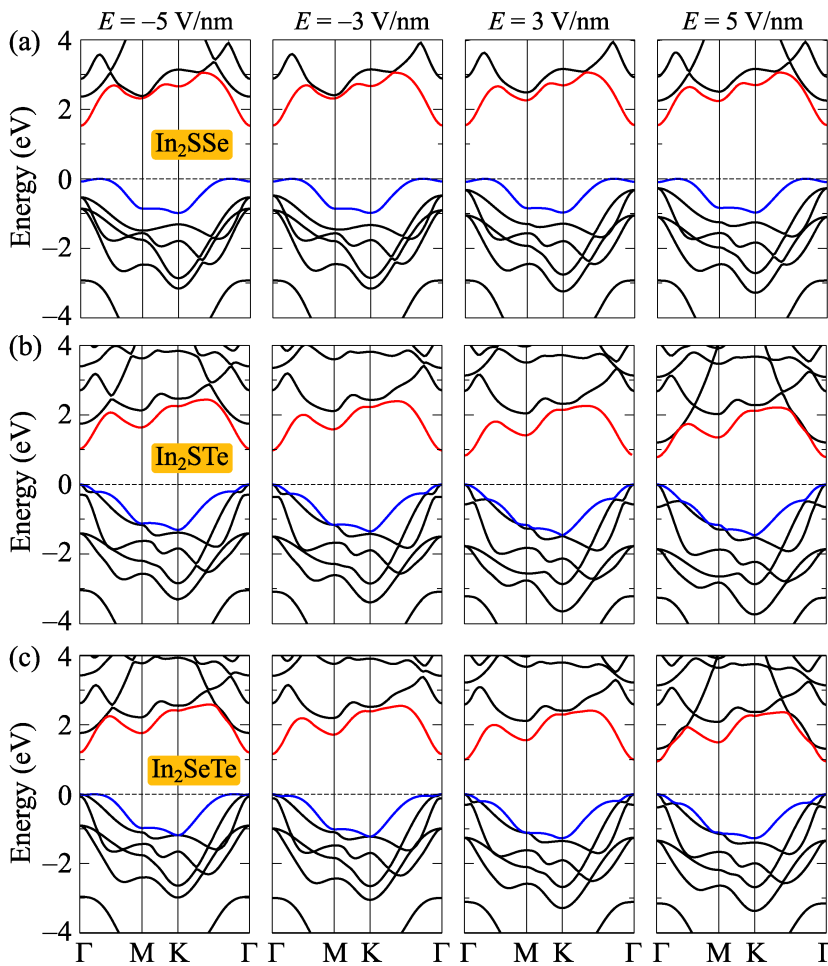 E = −5 V/nm E = −3 V/nm E = 3 V/nm E = 5 V/nm
(a)
4
2
0
−2
−4
Energy (eV)
In₂SSe
(b)
4
2
0
−2
−4
Energy (eV)
In₂STe
(c)
4
2
0
−2
−4
Energy (eV)
In₂SeTe
Γ M K Γ M K Γ M K Γ M K Γ